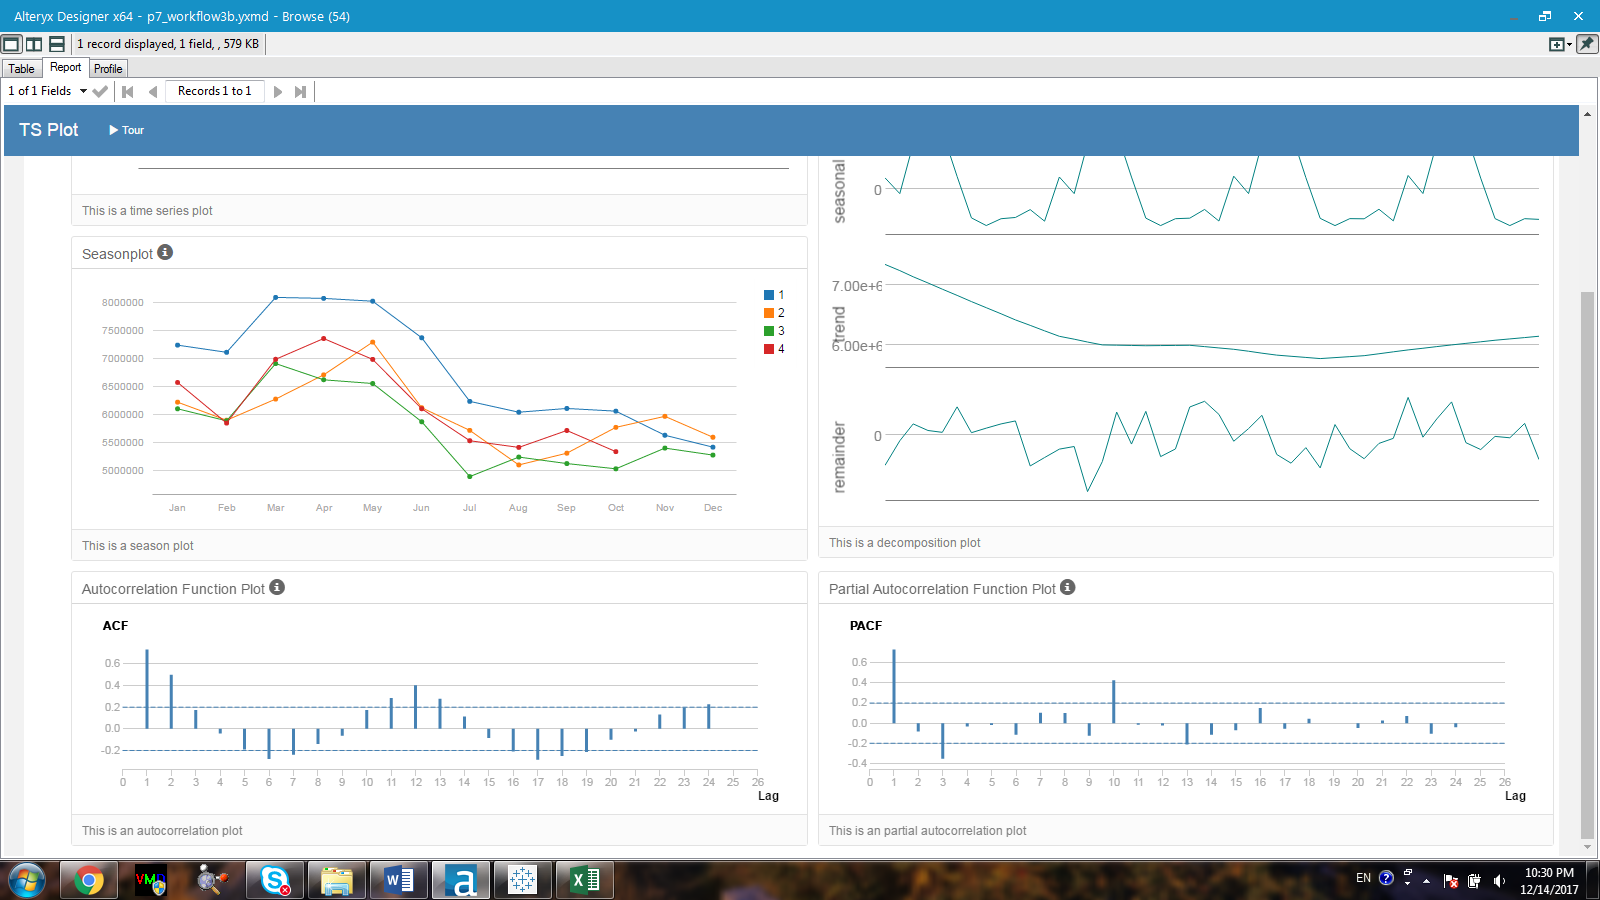 Alteryx Designer x64 - p7_workflow3b.yxmd - Browse (54)
1 record displayed, 1 field, , 579 KB
Table Report Profile
1 of 1 Fields Records 1 to 1
TS Plot Tour
This is a time series plot
Seasonplot
8000000
7500000
7000000
6500000
6000000
5500000
5000000
Jan Feb Mar Apr May Jun Jul Aug Sep Oct Nov Dec
1
2
3
4
This is a season plot
seasonal
0
7.00e+6
trend
6.00e+6
remainder
0
This is a decomposition plot
Autocorrelation Function Plot
ACF
0.6
0.4
0.2
0.0
-0.2
0 1 2 3 4 5 6 7 8 9 10 11 12 13 14 15 16 17 18 19 20 21 22 23 24 25 26
Lag
This is an autocorrelation plot
Partial Autocorrelation Function Plot
PACF
0.6
0.4
0.2
0.0
-0.2
-0.4
0 1 2 3 4 5 6 7 8 9 10 11 12 13 14 15 16 17 18 19 20 21 22 23 24 25 26
Lag
This is an partial autocorrelation plot
VMD
S
W
a
X
EN
10:30 PM
12/14/2017